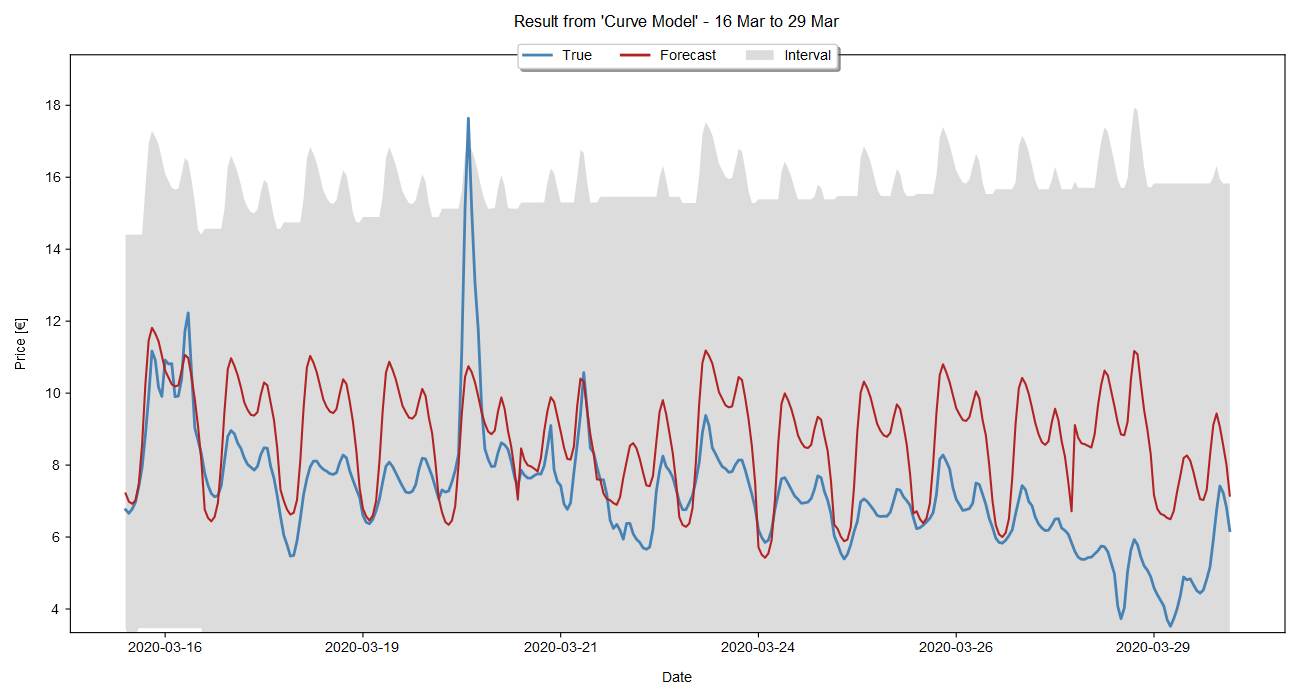 Result from 'Curve Model' - 16 Mar to 29 Mar
True Forecast Interval
18
16
14
12
10
8
6
4
Price [€]
2020-03-16 2020-03-19 2020-03-21 2020-03-24 2020-03-26 2020-03-29
Date